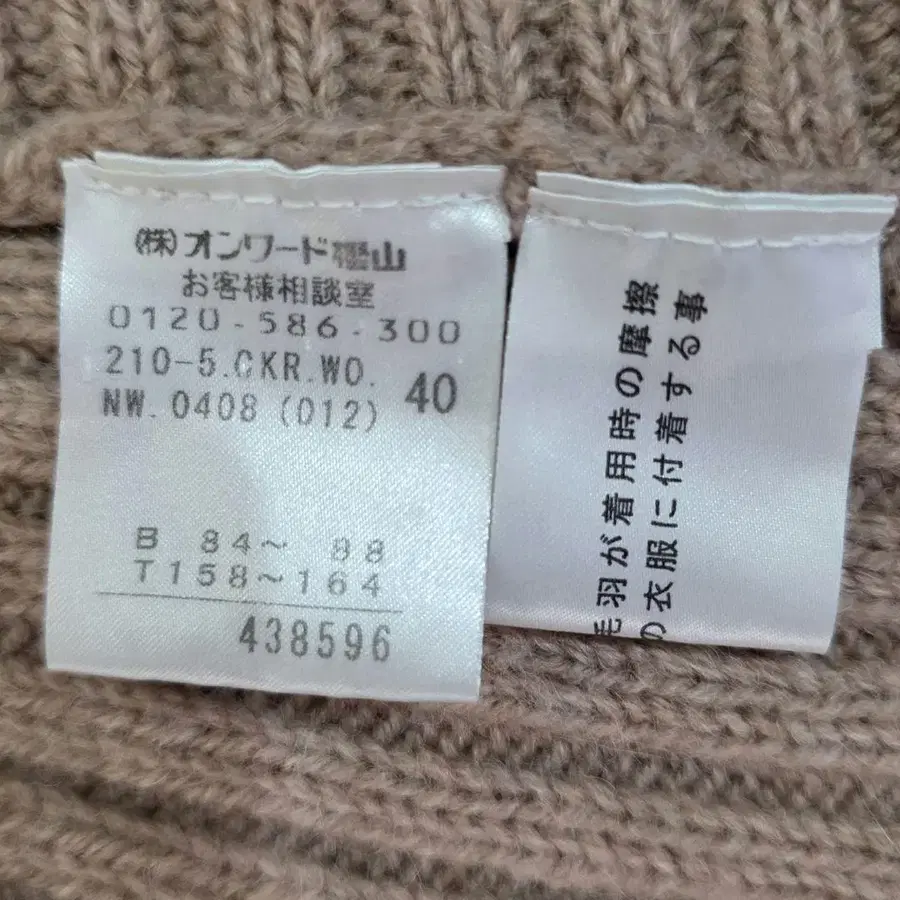 (株)オンワード樫山
お客様相談室
0120-586-300
210-5.CKR.WO. 40
NW.0408(012)
B 84~ 88
T158~164
438596
毛羽が着用時の摩擦
の衣服に付着する事